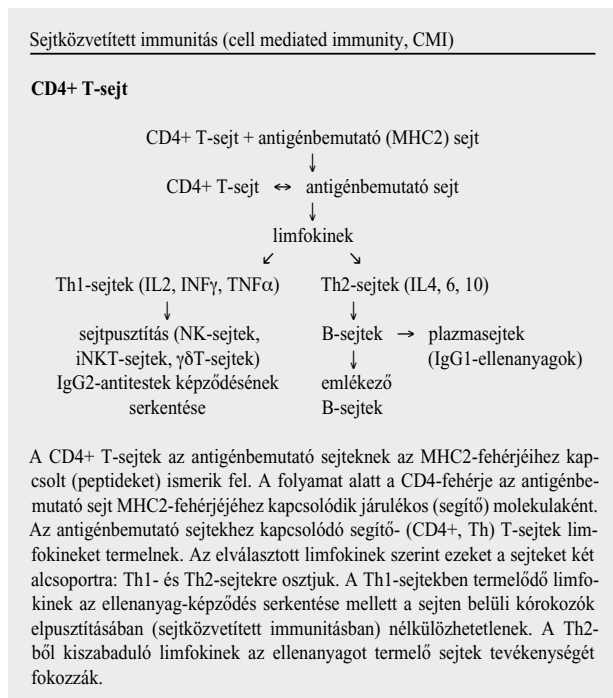 Sejtközvetített immunitás (cell mediated immunity, CMI)
CD4+ T-sejt
CD4+ T-sejt + antigénbemutató (MHC2) sejt
↓
CD4+ T-sejt ↔ antigénbemutató sejt
↓
limfokinek
↙ ↘
Th1-sejtek (IL2, INFγ, TNFα) Th2-sejtek (IL4, 6, 10)
↓ ↓
sejtpusztítás (NK-sejtek, B-sejtek → plazmasejtek
iNKT-sejtek, γδT-sejtek) ↓ (IgG1-ellenanyagok)
IgG2-antitestek képződésének emlékező
serkentése B-sejtek
A CD4+ T-sejtek az antigénbemutató sejteknek az MHC2-fehérjéihez kap-
csolt (peptideket) ismerik fel. A folyamat alatt a CD4-fehérje az antigénbe-
mutató sejt MHC2-fehérjéjéhez kapcsolódik járulékos (segítő) molekulaként.
Az antigénbemutató sejtekhez kapcsolódó segítő- (CD4+, Th) T-sejtek lim-
fokineket termelnek. Az elválasztott limfokinek szerint ezeket a sejteket két
alcsoportra: Th1- és Th2-sejtekre osztjuk. A Th1-sejtekben termelődő limfo-
kinek az ellenanyag-képződés serkentése mellett a sejten belüli kórokozók
elpusztításában (sejtközvetített immunitásban) nélkülözhetetlenek. A Th2-
ből kiszabaduló limfokinek az ellenanyagot termelő sejtek tevékenységét
fokozzák.